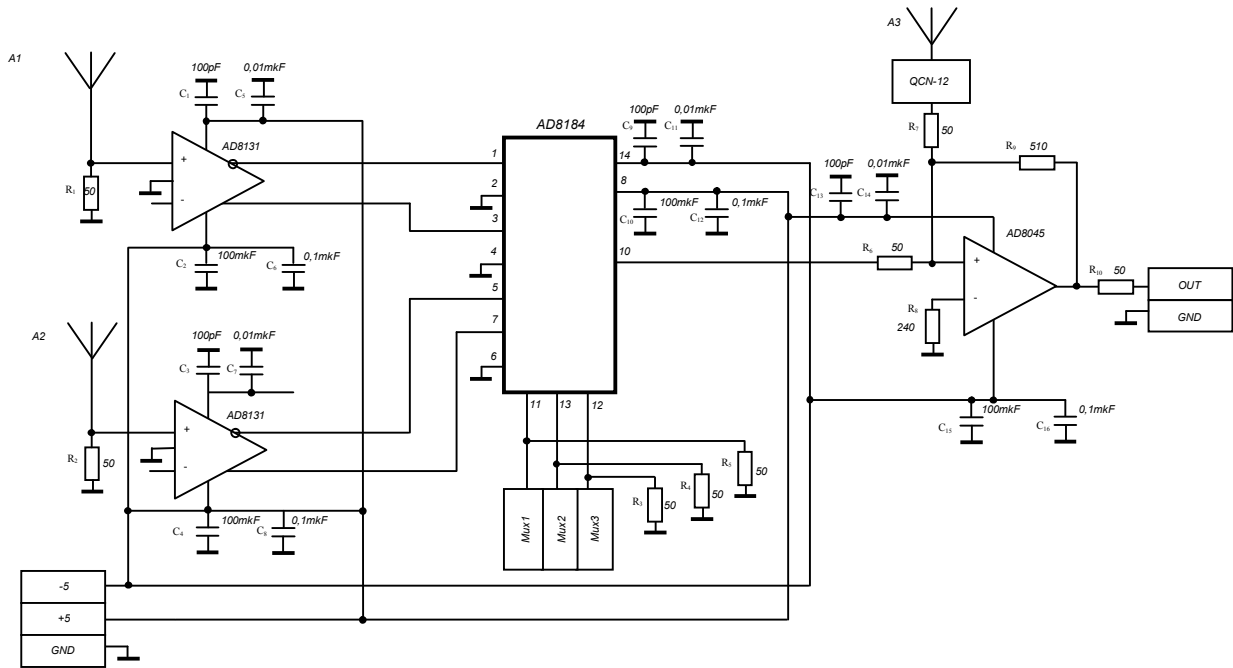 A1
100pF
0,01mkF
C1
C5
AD8131
+
-
R1
50
C2
100mkF
C6
0,1mkF
A2
100pF
0,01mkF
C3
C7
AD8131
+
-
R2
50
C4
100mkF
C8
0,1mkF
-5
+5
GND
AD8184
1
2
3
4
5
7
6
14
8
10
11
13
12
Mux1
Mux2
Mux3
R3
50
R4
50
R5
50
100pF
0,01mkF
C9
C11
C10
100mkF
C12
0,1mkF
A3
QCN-12
R7
50
R9
510
100pF
0,01mkF
C13
C14
R6
50
AD8045
+
-
R8
240
R10
50
OUT
GND
C15
100mkF
C16
0,1mkF